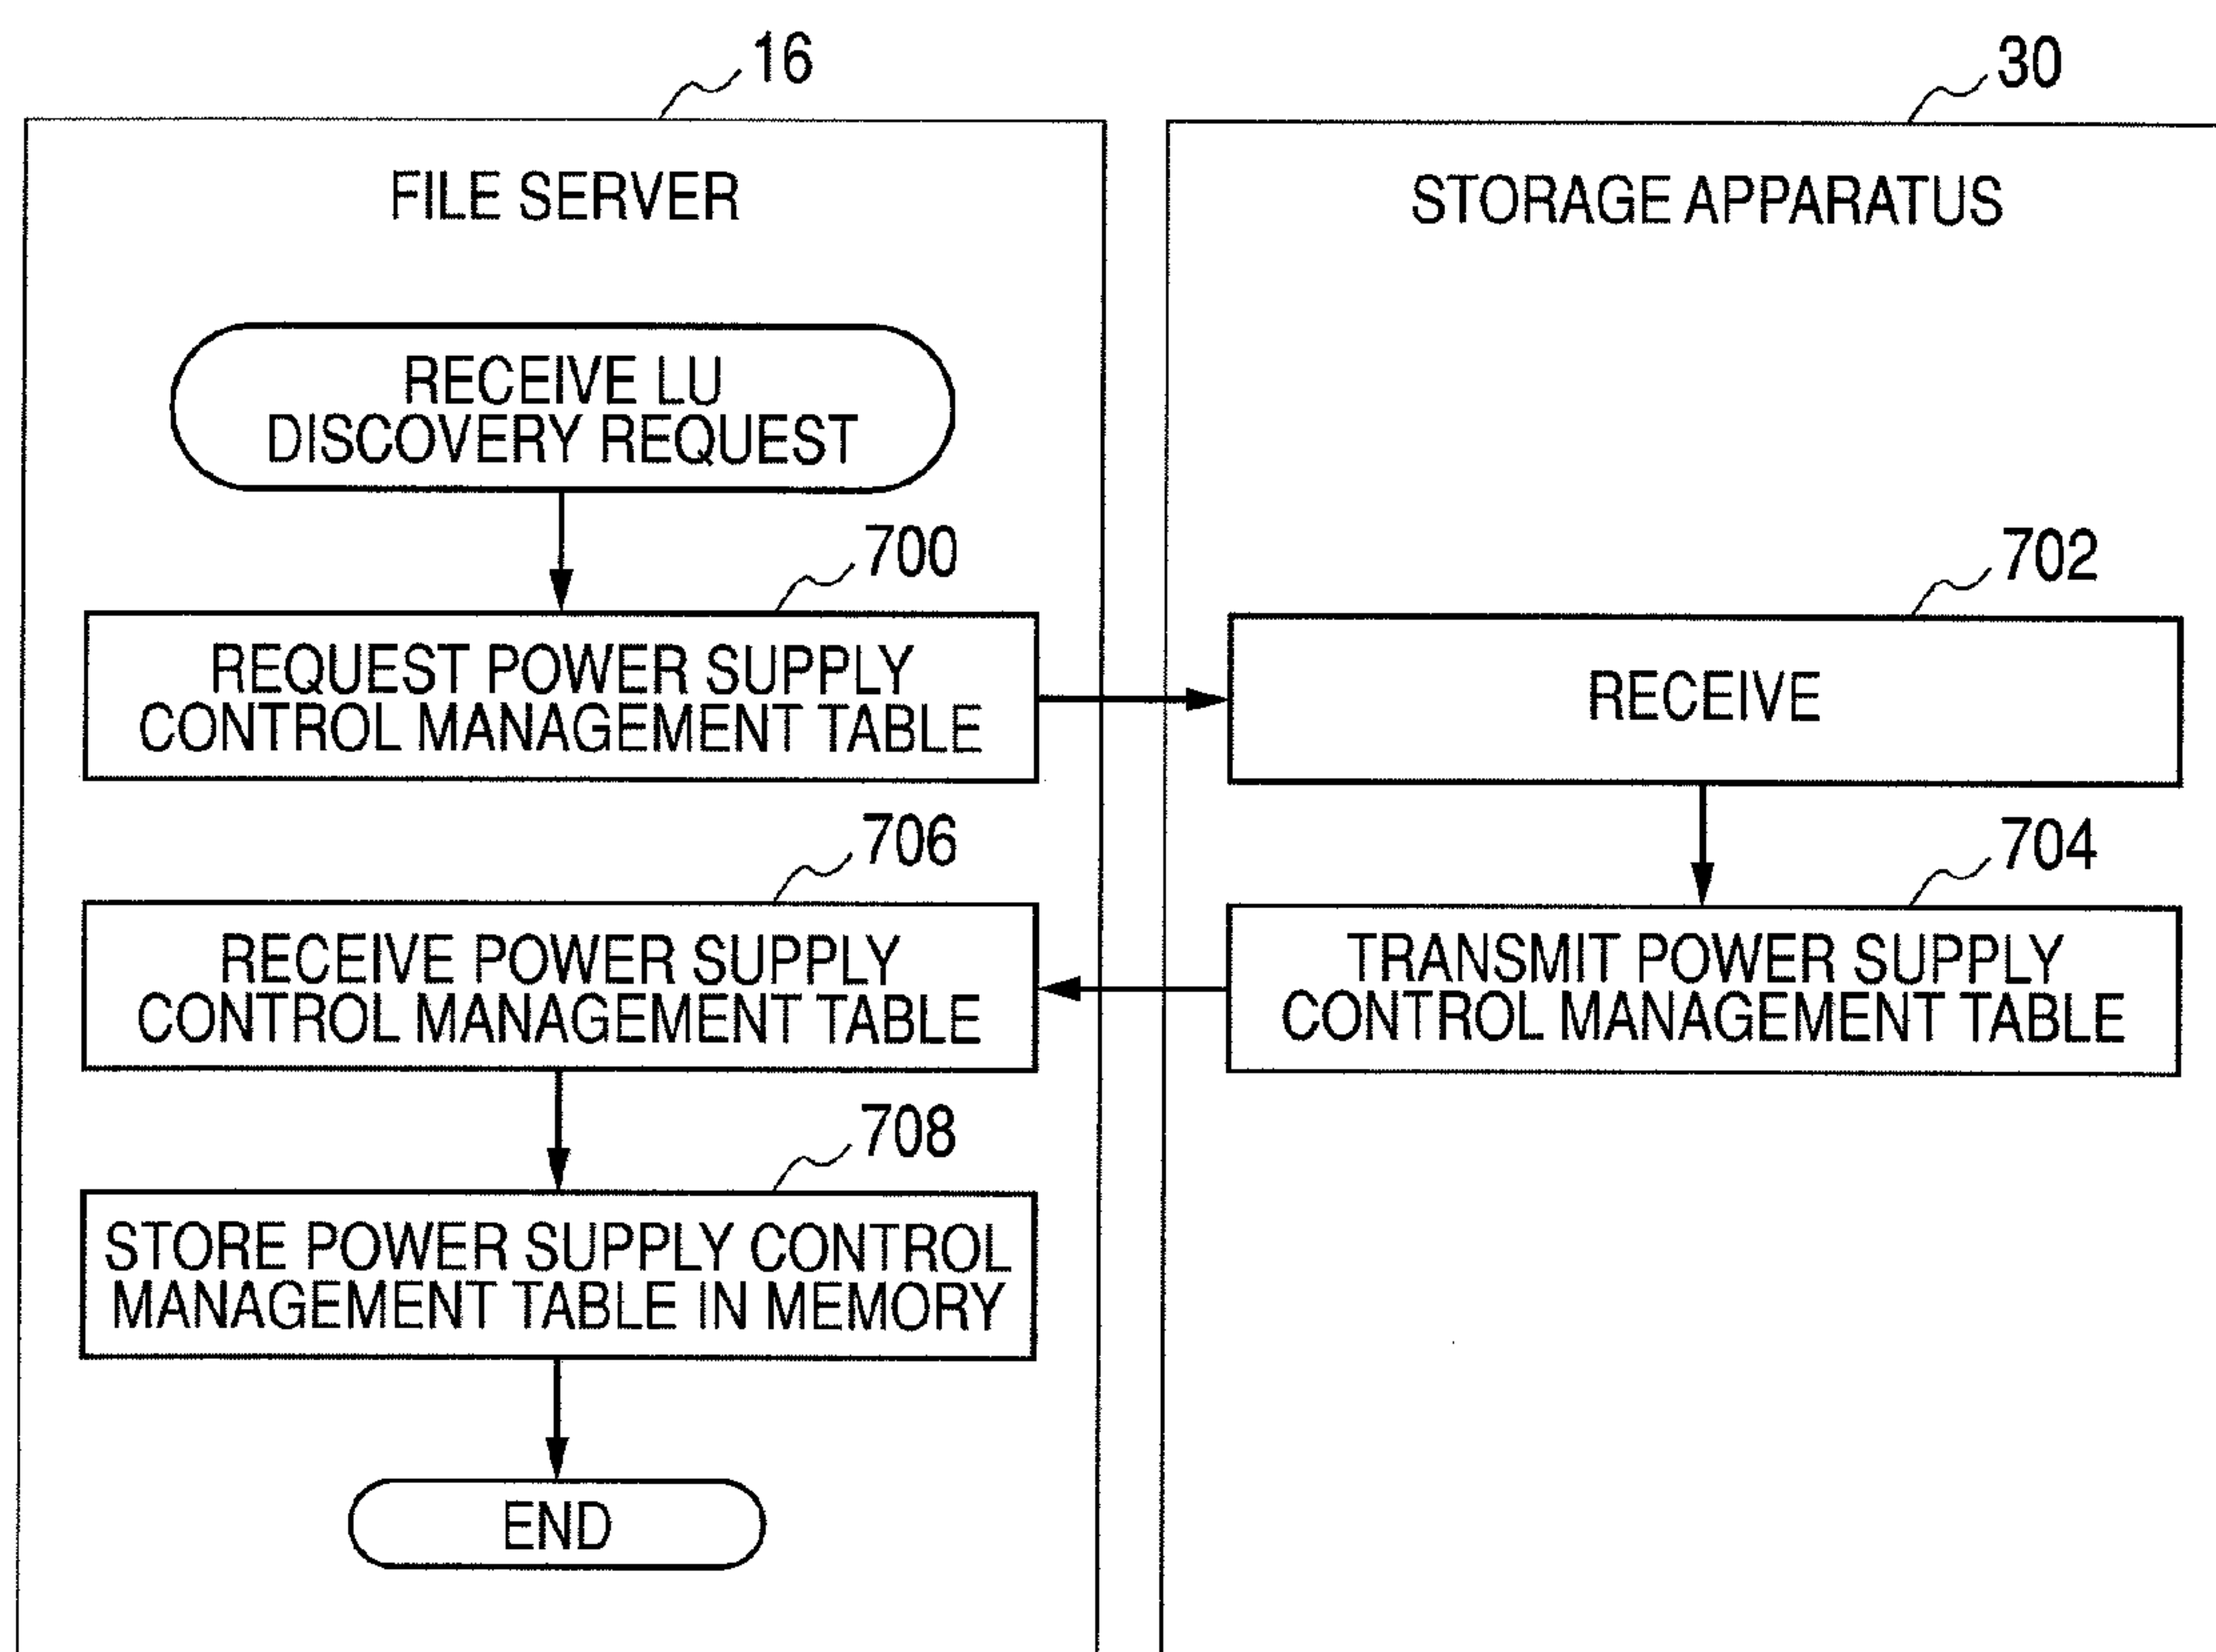 16
30
FILE SERVER
STORAGE APPARATUS
RECEIVE LU
DISCOVERY REQUEST
700
702
REQUEST POWER SUPPLY
CONTROL MANAGEMENT TABLE
RECEIVE
706
704
RECEIVE POWER SUPPLY
CONTROL MANAGEMENT TABLE
TRANSMIT POWER SUPPLY
CONTROL MANAGEMENT TABLE
708
STORE POWER SUPPLY CONTROL
MANAGEMENT TABLE IN MEMORY
END